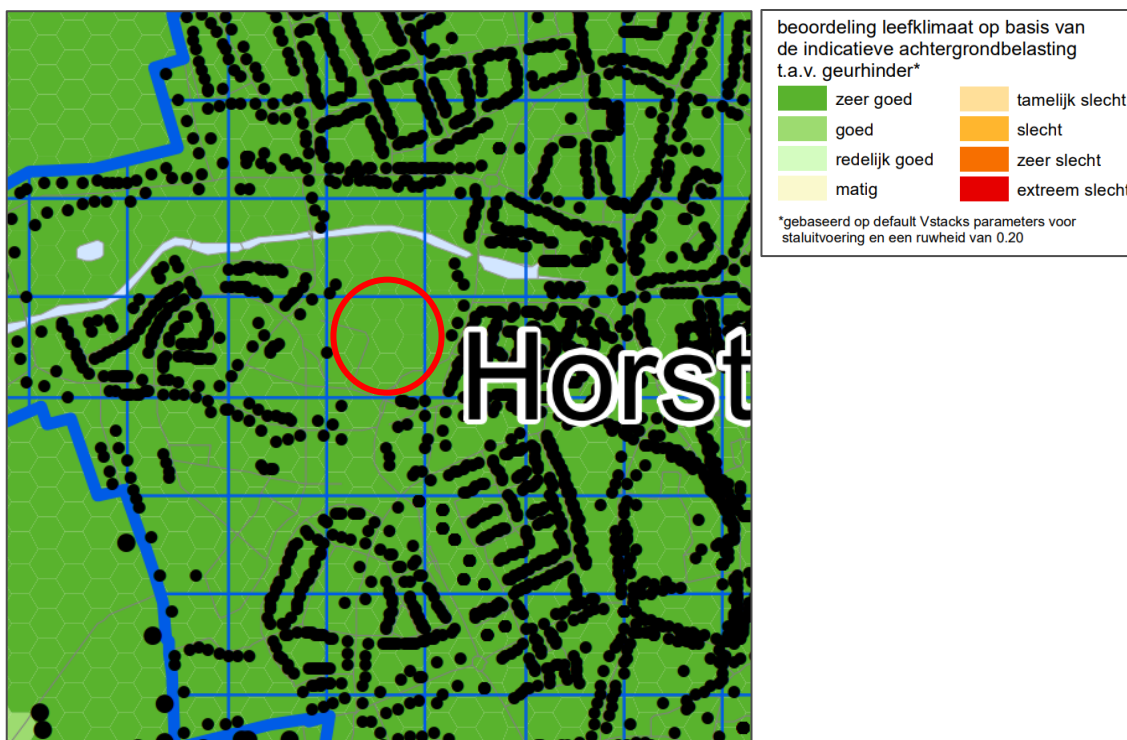 Horst
beoordeling leefklimaat op basis van
de indicatieve achtergrondbelasting
t.a.v. geurhinder*
zeer goed
goed
redelijk goed
matig
tamelijk slecht
slecht
zeer slecht
extreem slecht
*gebaseerd op default Vstacks parameters voor
staluitvoering en een ruwheid van 0.20